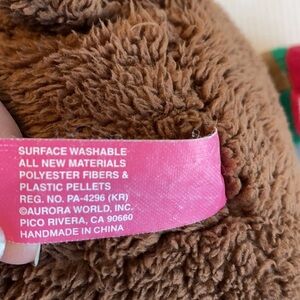 SURFACE WASHABLE
ALL NEW MATERIALS
POLYESTER FIBERS &
PLASTIC PELLETS
REG. NO. PA-4296 (KR)
©AURORA WORLD, INC.
PICO RIVERA, CA 90660
HANDMADE IN CHINA